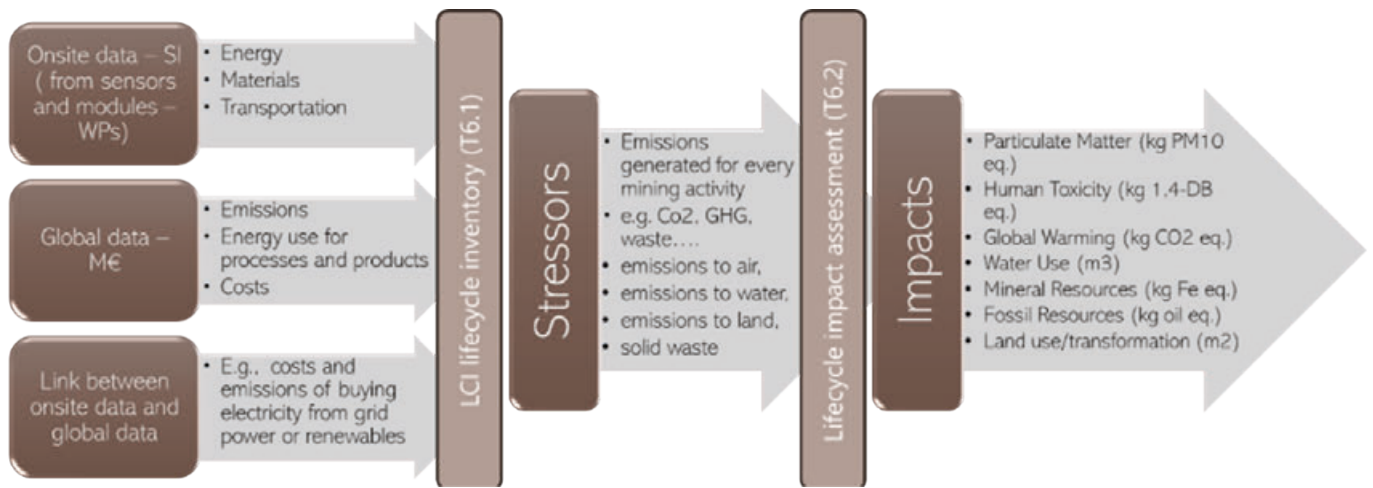 Onsite data – SI
( from sensors
and modules –
WPs)
• Energy
• Materials
• Transportation
Global data –
M€
• Emissions
• Energy use for
processes and products
• Costs
Link between
onsite data and
global data
• E.g., costs and
emissions of buying
electricity from grid
power or renewables
LCI lifecycle inventory (T6.1)
Stressors
• Emissions
generated for every
mining activity
• e.g. Co2, GHG,
waste....
• emissions to air,
• emissions to water,
• emissions to land,
• solid waste
Lifecycle impact assessment (T6.2)
Impacts
• Particulate Matter (kg PM10
eq.)
• Human Toxicity (kg 1.4-DB
eq.)
• Global Warming (kg CO2 eq.)
• Water Use (m3)
• Mineral Resources (kg Fe eq.)
• Fossil Resources (kg oil eq.)
• Land use/transformation (m2)